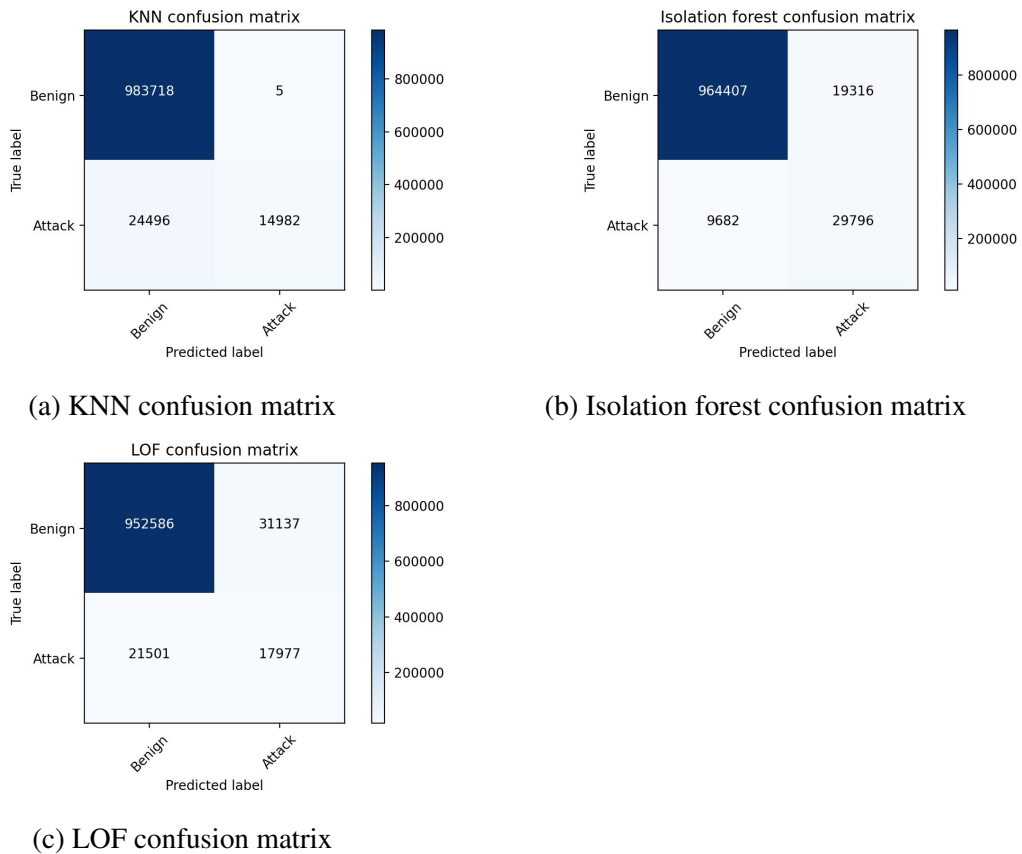 KNN confusion matrix
Benign
983718
5
Attack
24496
14982
True label
Benign
Attack
Predicted label
800000
600000
400000
200000
(a) KNN confusion matrix
Isolation forest confusion matrix
Benign
964407
19316
Attack
9682
29796
True label
Benign
Attack
Predicted label
800000
600000
400000
200000
(b) Isolation forest confusion matrix
LOF confusion matrix
Benign
952586
31137
Attack
21501
17977
True label
Benign
Attack
Predicted label
800000
600000
400000
200000
(c) LOF confusion matrix